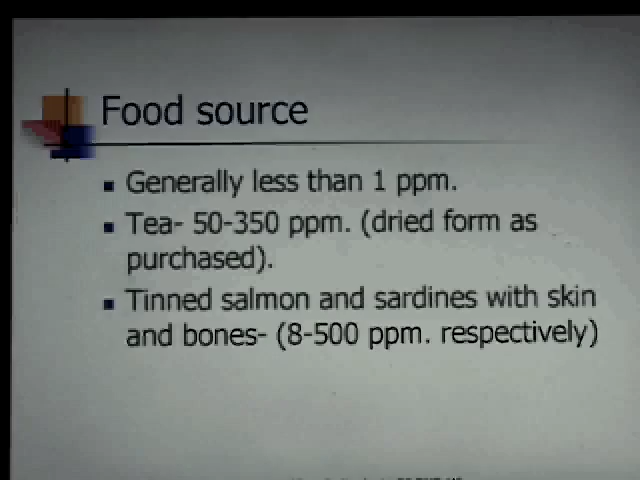 Food source
Generally less than 1 ppm.
Tea- 50-350 ppm. (dried form as
purchased).
Tinned salmon and sardines with skin
and bones- (8-500 ppm. respectively)